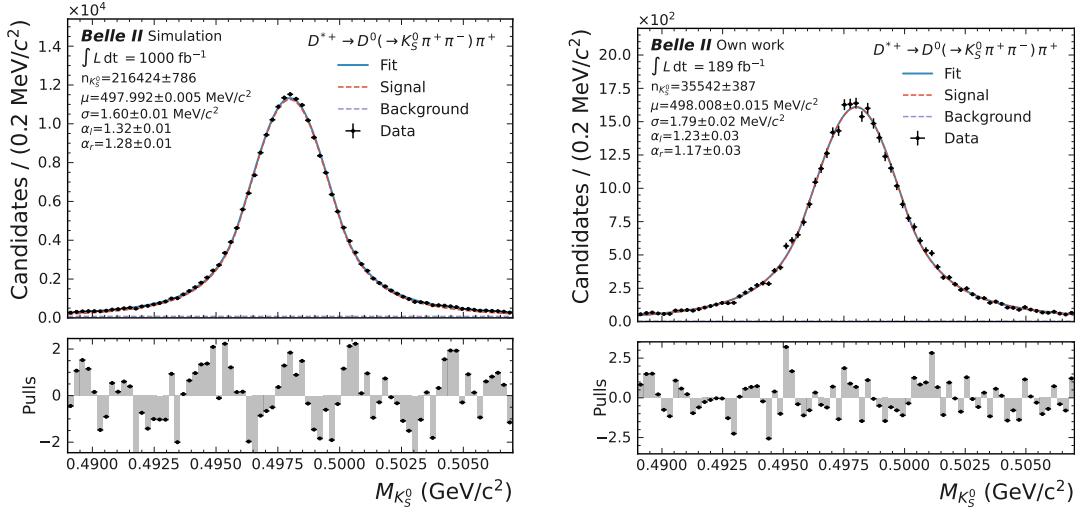 ×10⁴
Belle II Simulation
D*⁺ → D⁰(→ K_S⁰ π⁺ π⁻) π⁺
∫ L dt = 1000 fb⁻¹
n_{K_S⁰}=216424±786
μ=497.992±0.005 MeV/c²
σ=1.60±0.01 MeV/c²
α_l=1.32±0.01
α_r=1.28±0.01
Fit
Signal
Background
Data
Candidates / (0.2 MeV/c²)
1.4
1.2
1.0
0.8
0.6
0.4
0.2
0.0
Pulls
2
0
−2
0.4900 0.4925 0.4950 0.4975 0.5000 0.5025 0.5050
M_{K_S⁰} (GeV/c²)
×10²
Belle II Own work
D*⁺ → D⁰(→ K_S⁰ π⁺ π⁻) π⁺
∫ L dt = 189 fb⁻¹
n_{K_S⁰}=35542±387
μ=498.008±0.015 MeV/c²
σ=1.79±0.02 MeV/c²
α_l=1.23±0.03
α_r=1.17±0.03
Fit
Signal
Background
Data
Candidates / (0.2 MeV/c²)
20.0
17.5
15.0
12.5
10.0
7.5
5.0
2.5
0.0
Pulls
2.5
0.0
−2.5
0.4900 0.4925 0.4950 0.4975 0.5000 0.5025 0.5050
M_{K_S⁰} (GeV/c²)